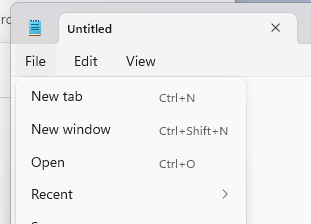 Untitled
File Edit View
New tab Ctrl+N
New window Ctrl+Shift+N
Open Ctrl+O
Recent